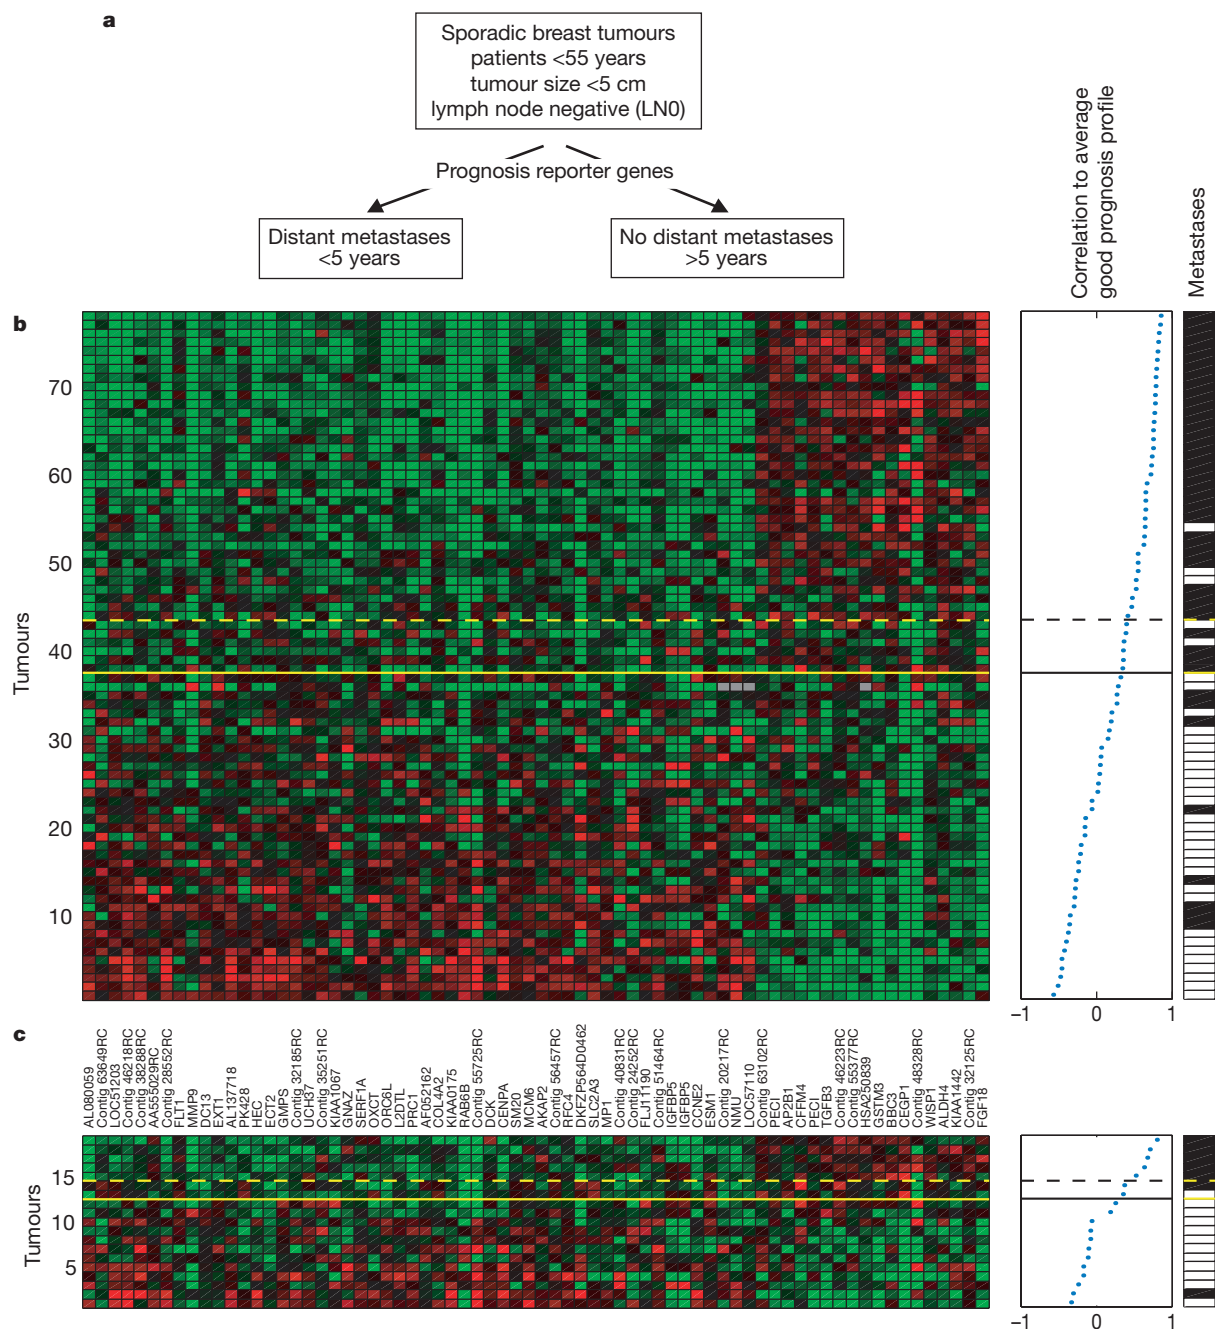 a
Sporadic breast tumours
patients <55 years
tumour size <5 cm
lymph node negative (LN0)
Prognosis reporter genes
Distant metastases
<5 years
No distant metastases
>5 years
Correlation to average
good prognosis profile
Metastases
b
Tumours
70
60
50
40
30
20
10
−1
0
1
c
AL080059
Contig 63649RC
LOC51203
Contig 46218RC
Contig 38288RC
AA555029RC
Contig 28552RC
FLT1
MMP9
DC13
EXT1
AL137718
PK428
HEC
ECT2
GMPS
Contig 32185RC
UCH37
Contig 35251RC
KIAA1067
GNAZ
SERF1A
OXCT
ORC6L
L2DTL
PRC1
AF052162
COL4A2
KIAA0175
RAB6B
Contig 55725RC
DCK
CENPA
SM20
MCM6
AKAP2
Contig 56457RC
RFC4
DKFZP564D0462
SLC2A3
MP1
Contig 40831RC
Contig 24252RC
FLJ11190
Contig 51464RC
IGFBP5
IGFBP5
CCNE2
ESM1
Contig 20217RC
NMU
LOC57110
Contig 63102RC
PECI
AP2B1
CFFM4
PECI
TGFB3
Contig 46223RC
Contig 55377RC
HSA250839
GSTM3
BBC3
CEGP1
Contig 48328RC
WISP1
ALDH4
KIAA1442
Contig 32125RC
FGF18
Tumours
15
10
5
−1
0
1